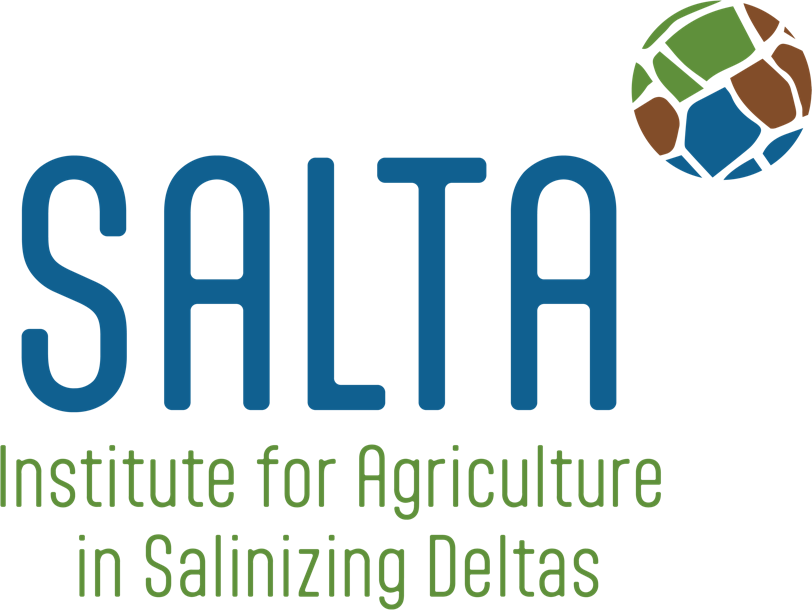 SALTA
Institute for Agriculture
in Salinizing Deltas